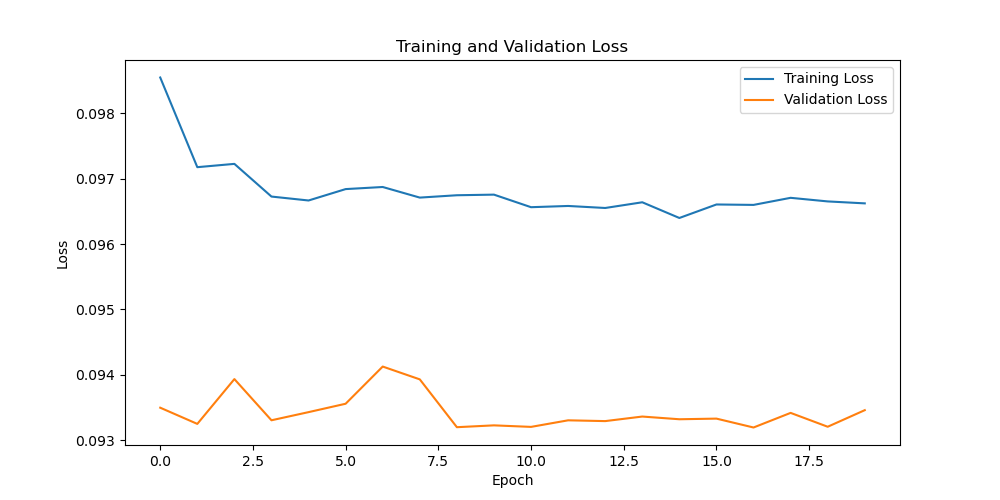 Training and Validation Loss
Training Loss
Validation Loss
0.098
0.097
0.096
0.095
0.094
0.093
Loss
0.0 2.5 5.0 7.5 10.0 12.5 15.0 17.5
Epoch